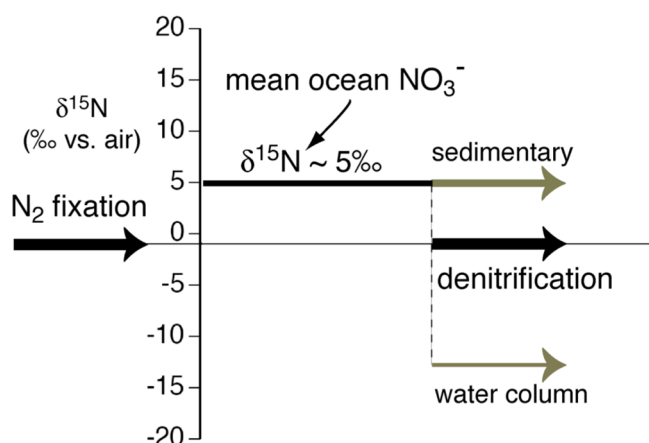 20
15
10
5
0
-5
-10
-15
-20
δ¹⁵N
(‰ vs. air)
N₂ fixation
mean ocean NO₃⁻
δ¹⁵N ~ 5‰
sedimentary
denitrification
water column